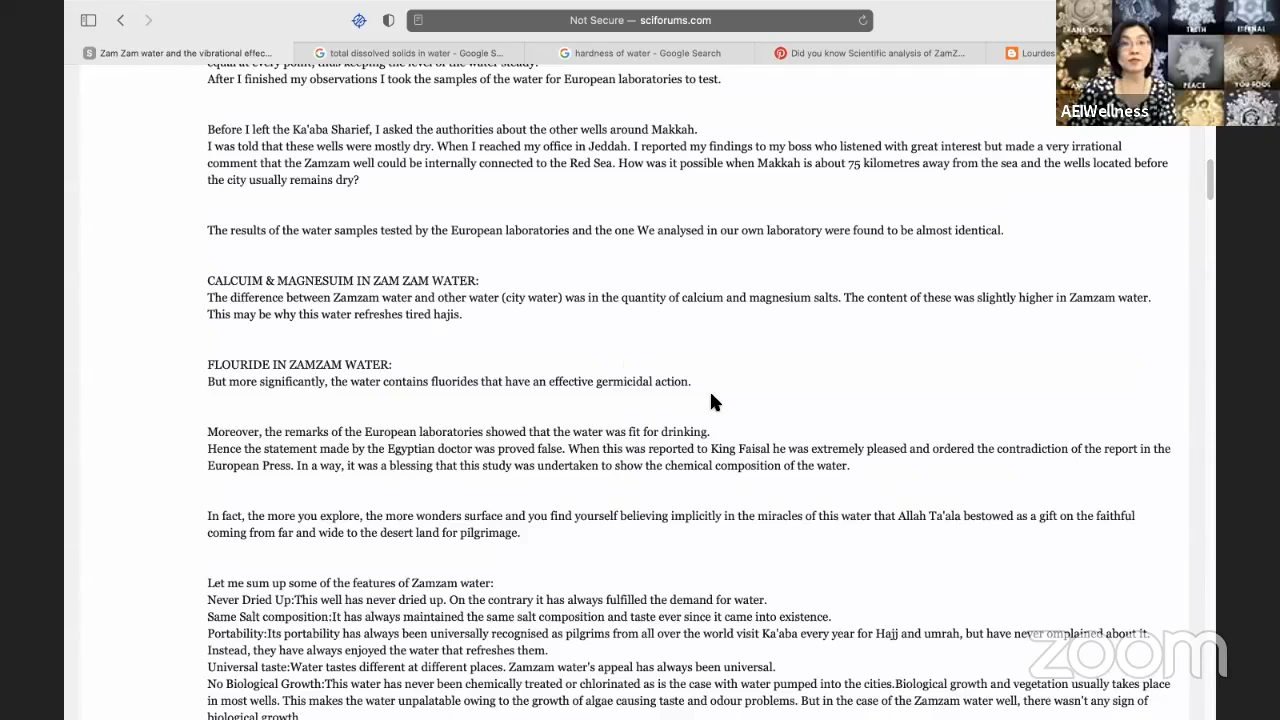 Not Secure — sciforums.com
Zam Zam water and the vibrational effec...
total dissolved solids in water - Google S...
hardness of water - Google Search
Did you know Scientific analysis of ZamZ...
Lourdes
equal at every point, thus keeping the level of the water steady.
After I finished my observations I took the samples of the water for European laboratories to test.
Before I left the Ka'aba Sharief, I asked the authorities about the other wells around Makkah.
I was told that these wells were mostly dry. When I reached my office in Jeddah. I reported my findings to my boss who listened with great interest but made a very irrational
comment that the Zamzam well could be internally connected to the Red Sea. How was it possible when Makkah is about 75 kilometres away from the sea and the wells located before
the city usually remains dry?
The results of the water samples tested by the European laboratories and the one We analysed in our own laboratory were found to be almost identical.
CALCUIM & MAGNESUIM IN ZAM ZAM WATER:
The difference between Zamzam water and other water (city water) was in the quantity of calcium and magnesium salts. The content of these was slightly higher in Zamzam water.
This may be why this water refreshes tired hajis.
FLOURIDE IN ZAMZAM WATER:
But more significantly, the water contains fluorides that have an effective germicidal action.
Moreover, the remarks of the European laboratories showed that the water was fit for drinking.
Hence the statement made by the Egyptian doctor was proved false. When this was reported to King Faisal he was extremely pleased and ordered the contradiction of the report in the
European Press. In a way, it was a blessing that this study was undertaken to show the chemical composition of the water.
In fact, the more you explore, the more wonders surface and you find yourself believing implicitly in the miracles of this water that Allah Ta'ala bestowed as a gift on the faithful
coming from far and wide to the desert land for pilgrimage.
Let me sum up some of the features of Zamzam water:
Never Dried Up:This well has never dried up. On the contrary it has always fulfilled the demand for water.
Same Salt composition:It has always maintained the same salt composition and taste ever since it came into existence.
Portability:Its portability has always been universally recognised as pilgrims from all over the world visit Ka'aba every year for Hajj and umrah, but have never omplained about it.
Instead, they have always enjoyed the water that refreshes them.
Universal taste:Water tastes different at different places. Zamzam water's appeal has always been universal.
No Biological Growth:This water has never been chemically treated or chlorinated as is the case with water pumped into the cities.Biological growth and vegetation usually takes place
in most wells. This makes the water unpalatable owing to the growth of algae causing taste and odour problems. But in the case of the Zamzam water well, there wasn't any sign of
biological growth
THANK YOU
TRUTH
ETERNAL
PEACE
YOU FOOL
AEIWellness
zoom